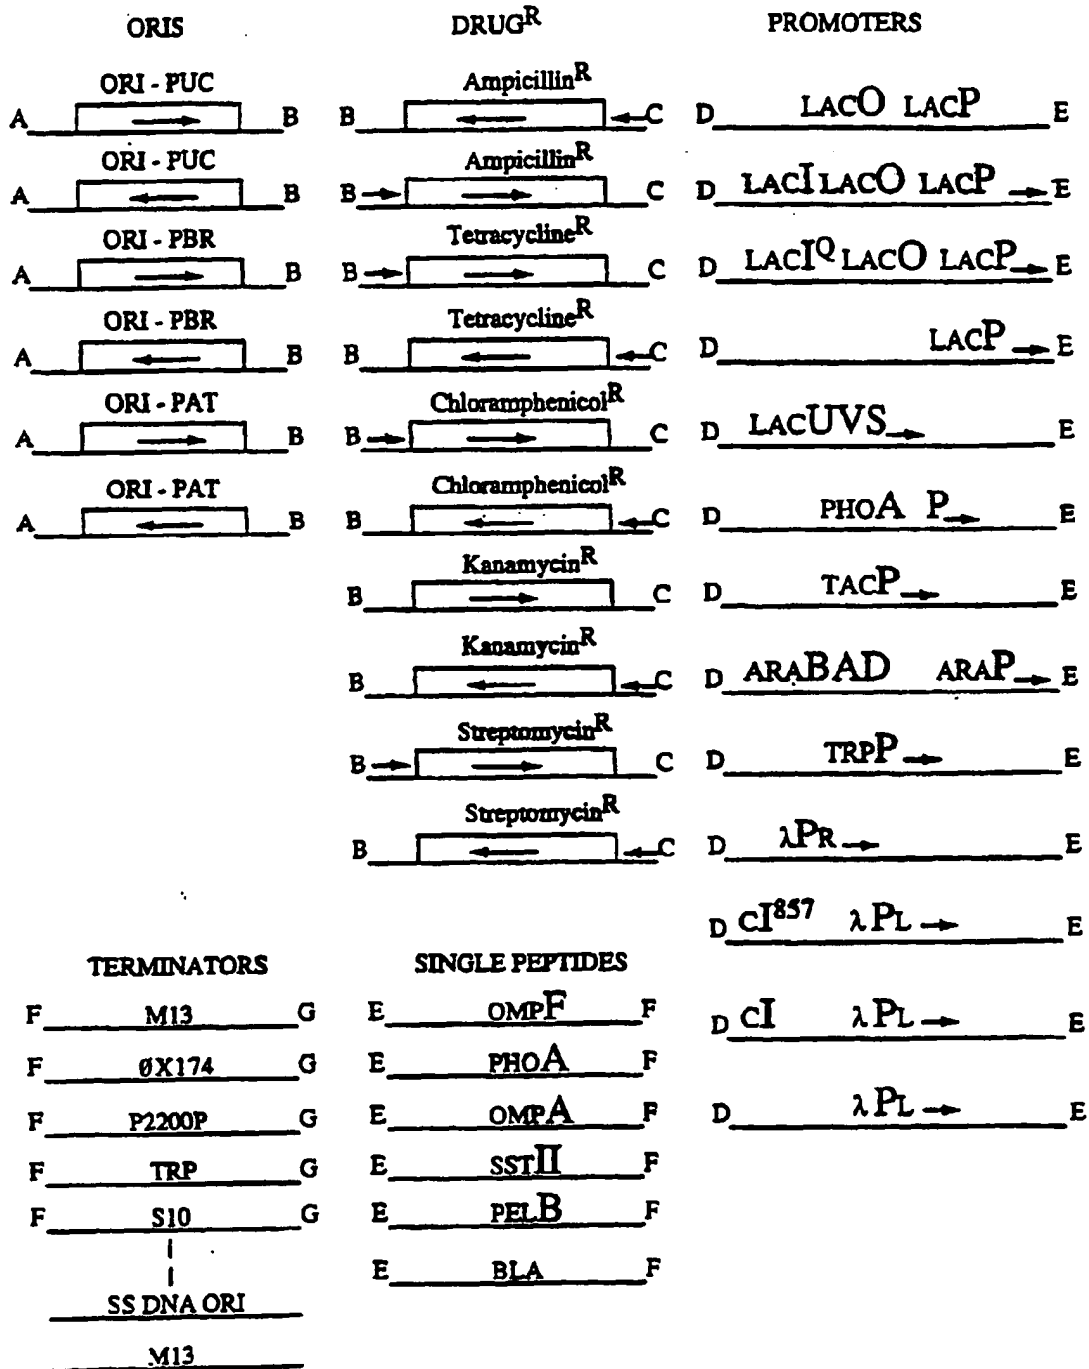 ORIS DRUGR PROMOTERS
ORI - PUC
A B
ORI - PUC
A B
ORI - PBR
A B
ORI - PBR
A B
ORI - PAT
A B
ORI - PAT
A B
AmpicillinR
B C
AmpicillinR
B C
TetracyclineR
B C
TetracyclineR
B C
ChloramphenicolR
B C
ChloramphenicolR
B C
KanamycinR
B C
KanamycinR
B C
StreptomycinR
B C
StreptomycinR
B C
D LACO LACP E
D LACI LACO LACP E
D LACIQ LACO LACP E
D LACP E
D LACUVS E
D PHOA P E
D TACP E
D ARABAD ARAP E
D TRPP E
D λPR E
D CI857 λ PL E
D CI λ PL E
D λ PL E
TERMINATORS
F M13 G
F ØX174 G
F P2200P G
F TRP G
F S10 G
SS DNA ORI
M13
SINGLE PEPTIDES
E OMPF F
E PHOA F
E OMPA F
E SSTII F
E PELB F
E BLA F